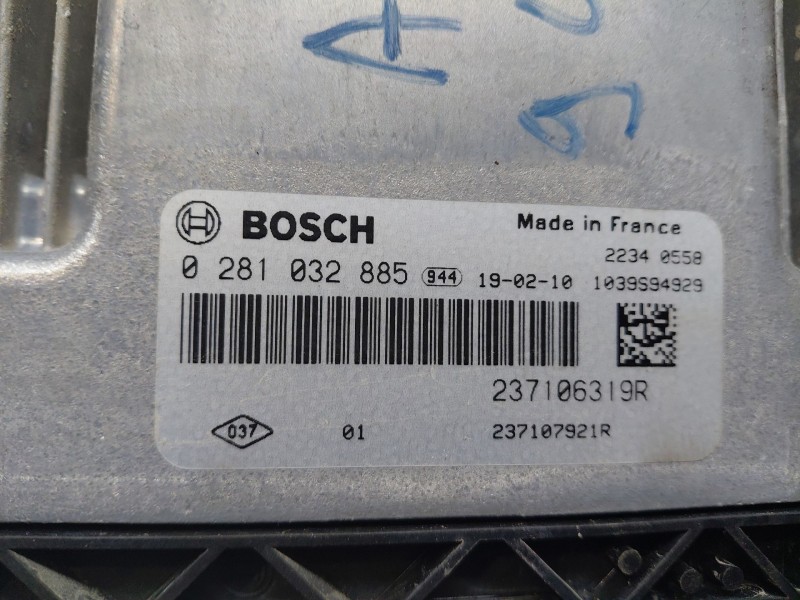 BOSCH
Made in France
2234 0558
0 281 032 885 944 19-02-10 1039S94929
237106319R
037 01 237107921R